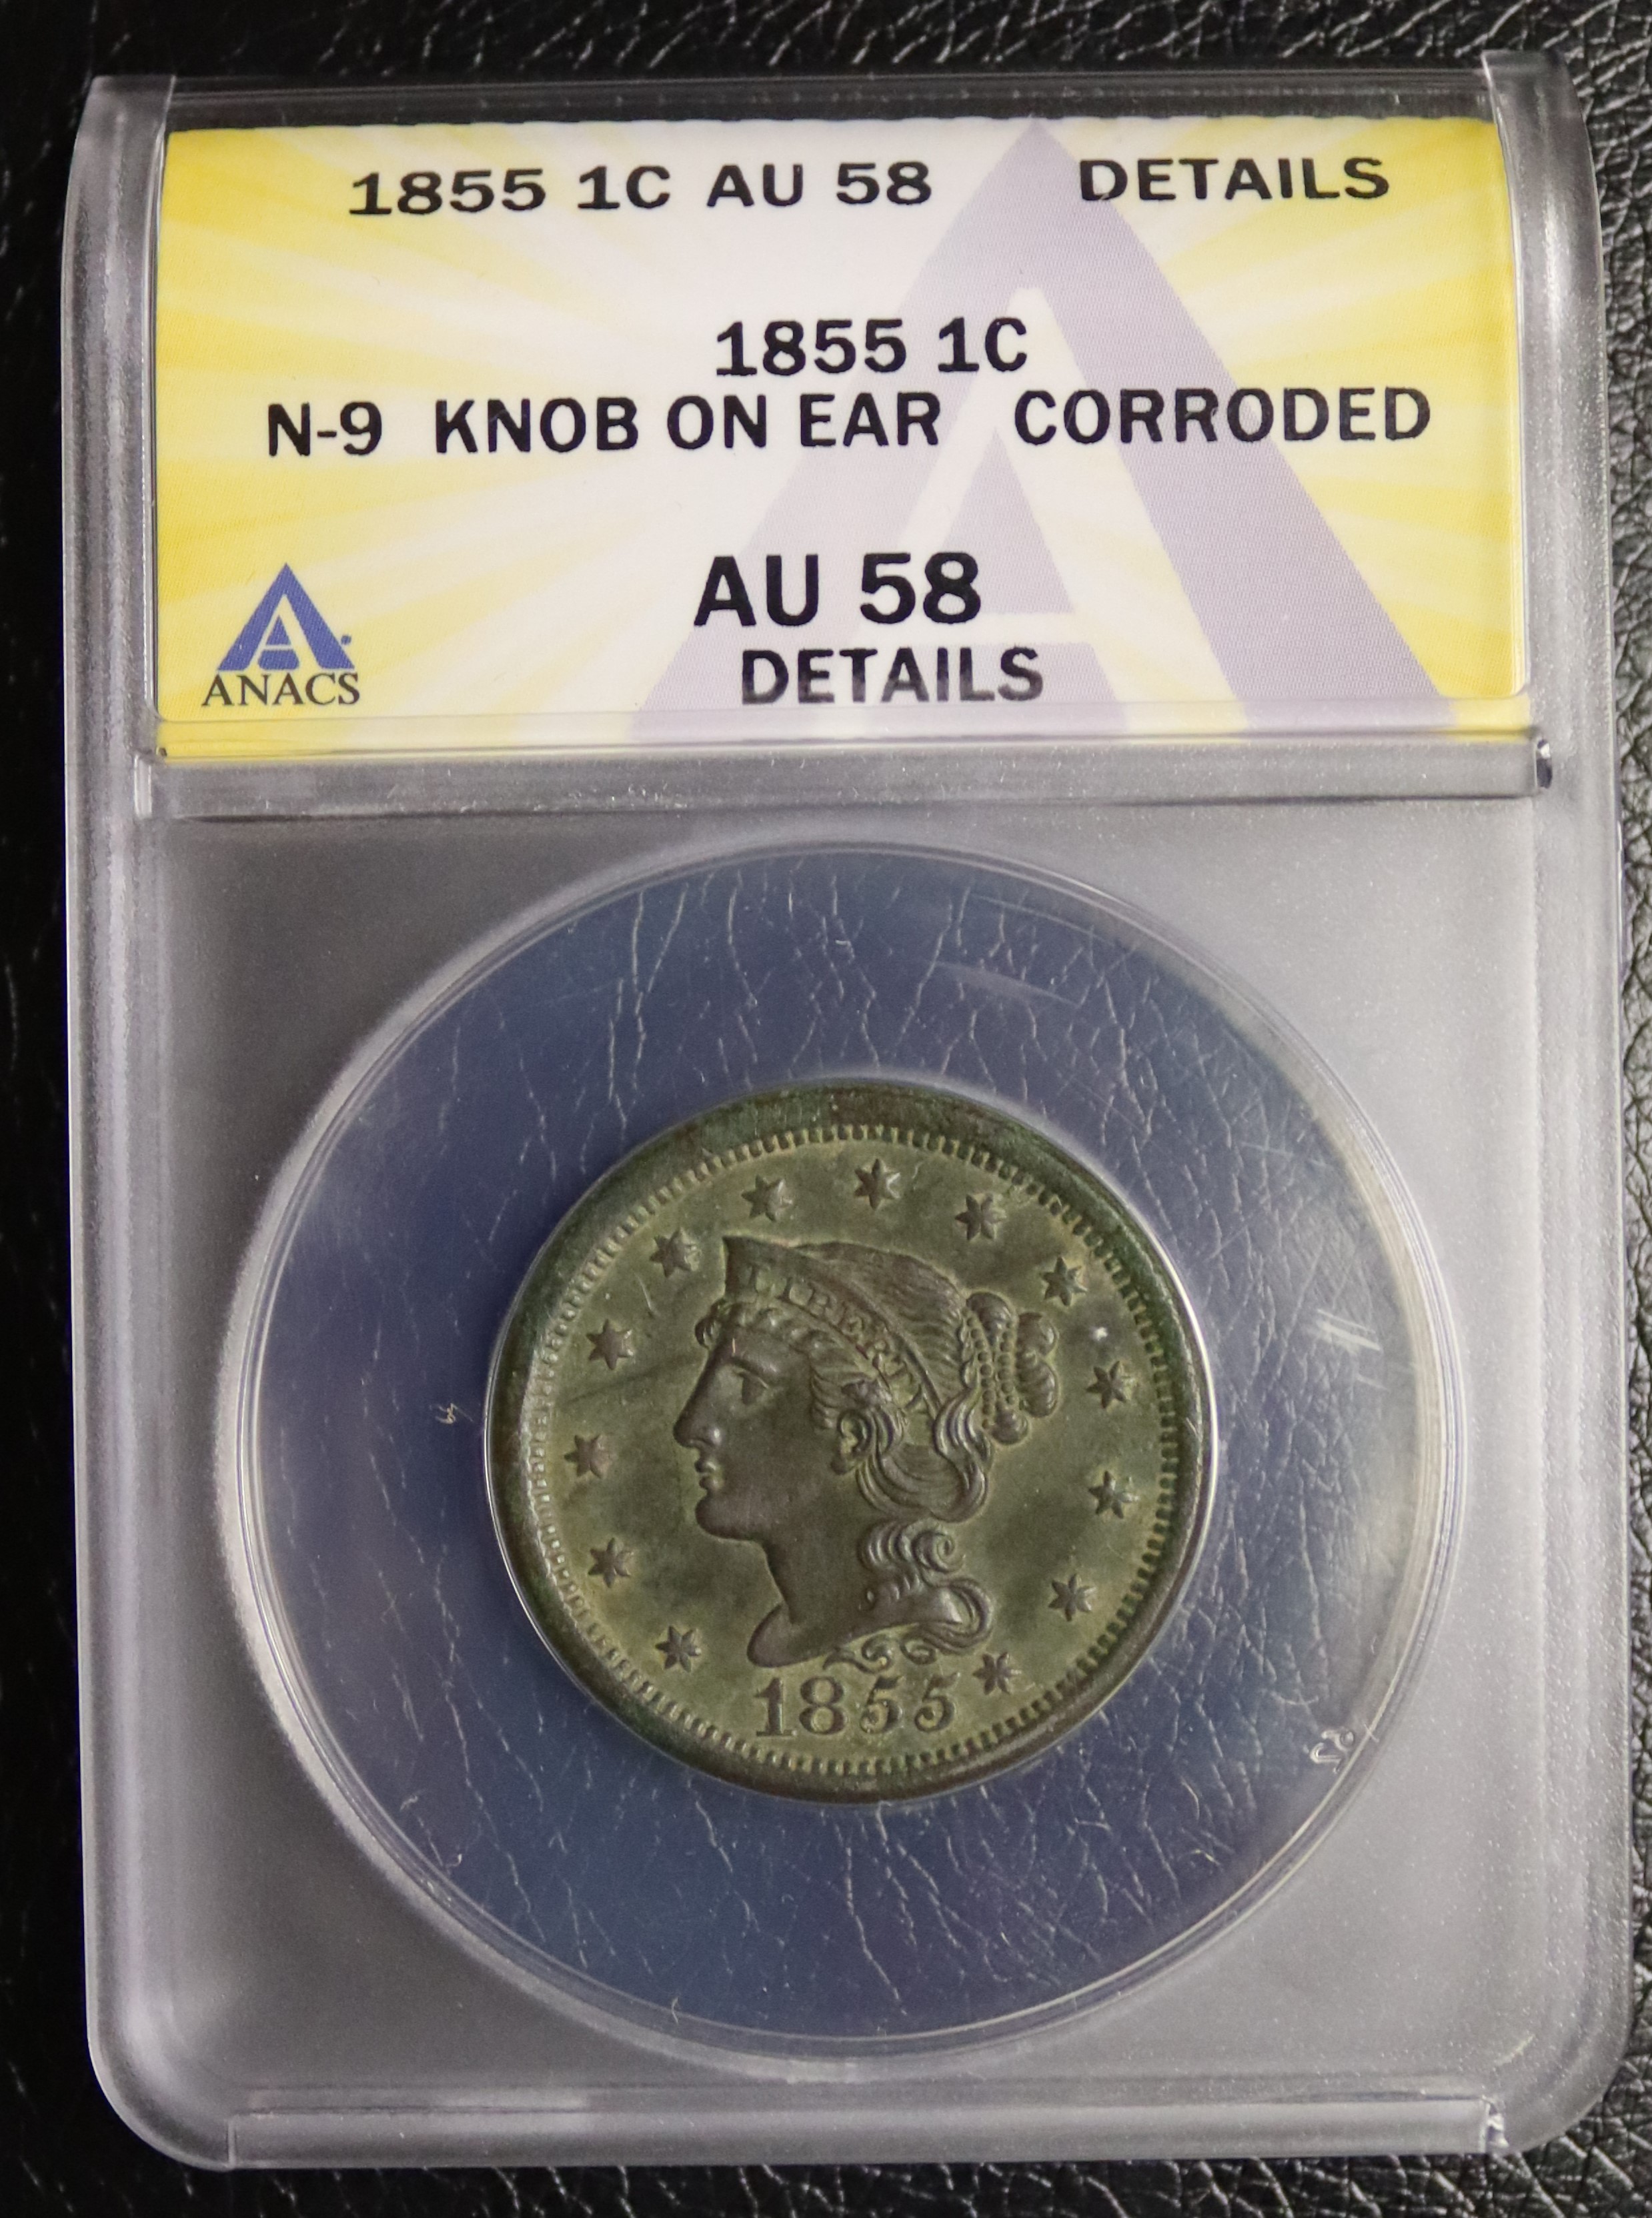 1855 1C AU 58 DETAILS
1855 1C
N-9 KNOB ON EAR CORRODED
AU 58
DETAILS
ANACS
LIBERTY
1855